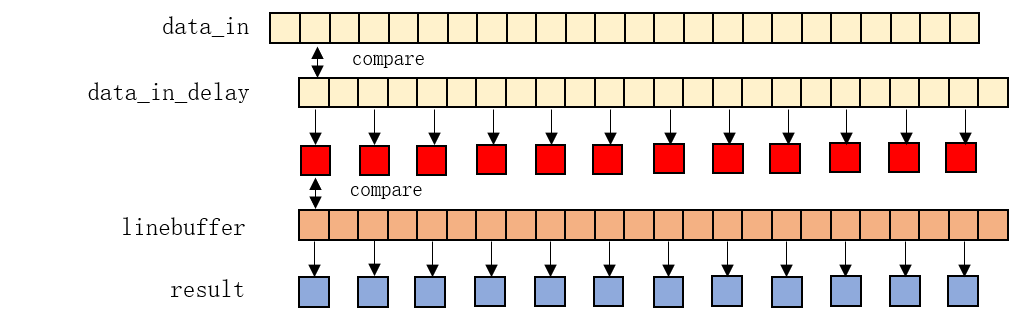 data_in
compare
data_in_delay
compare
linebuffer
result